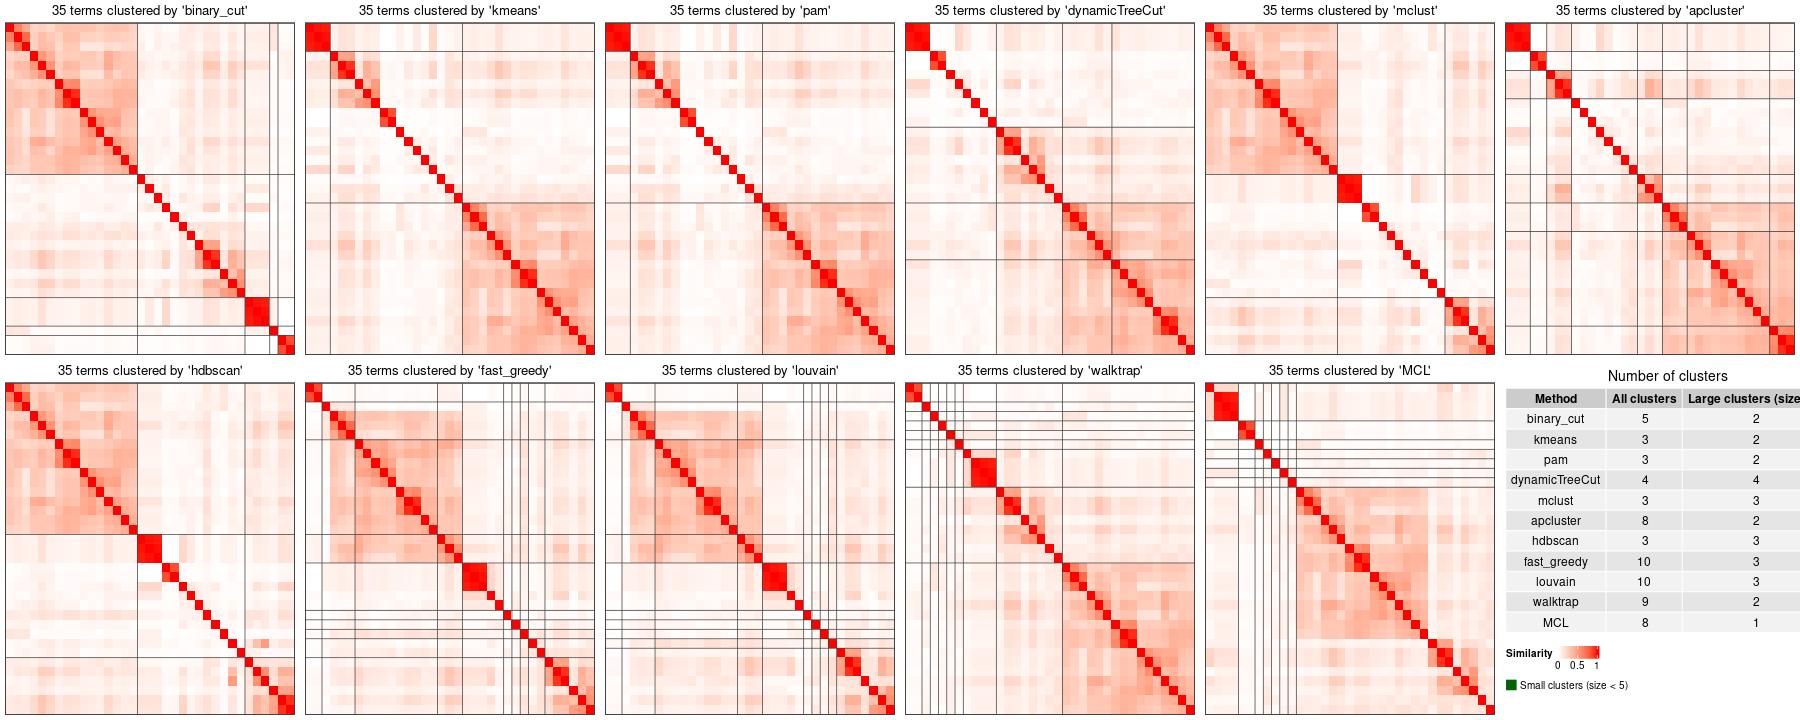 35 terms clustered by 'binary_cut'
35 terms clustered by 'kmeans'
35 terms clustered by 'pam'
35 terms clustered by 'dynamicTreeCut'
35 terms clustered by 'mclust'
35 terms clustered by 'apcluster'
35 terms clustered by 'hdbscan'
35 terms clustered by 'fast_greedy'
35 terms clustered by 'louvain'
35 terms clustered by 'walktrap'
35 terms clustered by 'MCL'
Number of clusters
Method All clusters Large clusters (size
binary_cut 5 2
kmeans 3 2
pam 3 2
dynamicTreeCut 4 4
mclust 3 3
apcluster 8 2
hdbscan 3 3
fast_greedy 10 3
louvain 10 3
walktrap 9 2
MCL 8 1
Similarity
0 0.5 1
Small clusters (size < 5)